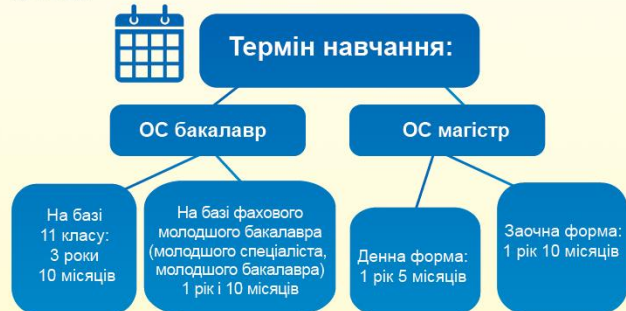 Термін навчання:
ОС бакалавр
ОС магістр
На базі
11 класу:
3 роки
10 місяців
На базі фахового
молодшого бакалавра
(молодшого спеціаліста,
молодшого бакалавра)
1 рік і 10 місяців
Денна форма:
1 рік 5 місяців
Заочна форма:
1 рік 10 місяців